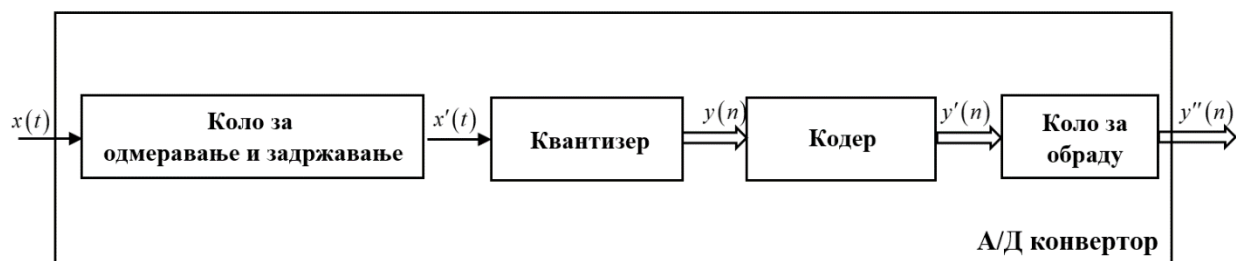 x(t)
Коло за
одмеравање и задржавање
x′(t)
Квантизер
y(n)
Кодер
y′(n)
Коло за
обраду
y″(n)
А/Д конвертор